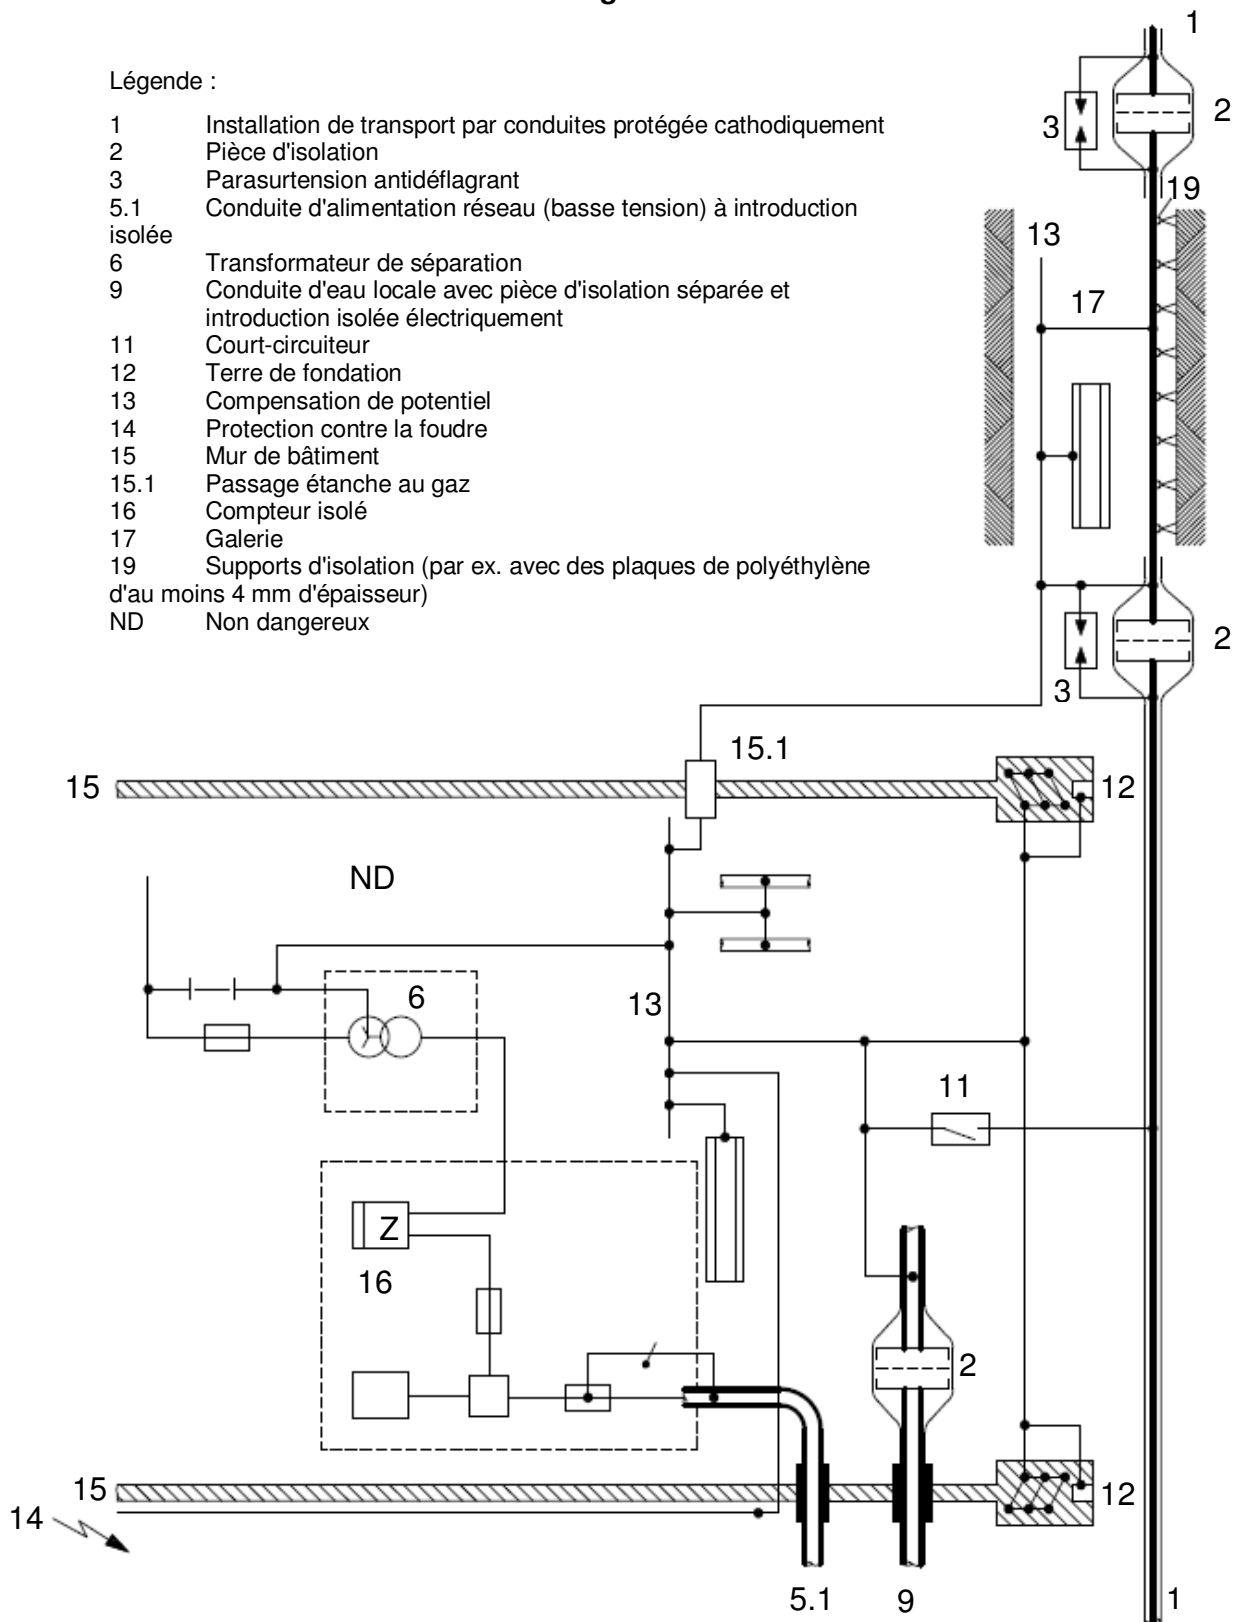 1
Légende :
1 Installation de transport par conduites protégée cathodiquement
2 Pièce d'isolation
3 Parasurtension antidéflagrant
5.1 Conduite d'alimentation réseau (basse tension) à introduction
isolée
6 Transformateur de séparation
9 Conduite d'eau locale avec pièce d'isolation séparée et
introduction isolée électriquement
11 Court-circuiteur
12 Terre de fondation
13 Compensation de potentiel
14 Protection contre la foudre
15 Mur de bâtiment
15.1 Passage étanche au gaz
16 Compteur isolé
17 Galerie
19 Supports d'isolation (par ex. avec des plaques de polyéthylène
d'au moins 4 mm d'épaisseur)
ND Non dangereux
2
3
19
13
17
2
3
15.1
15
12
ND
6
13
11
Z
16
2
15
12
14
5.1
9
1